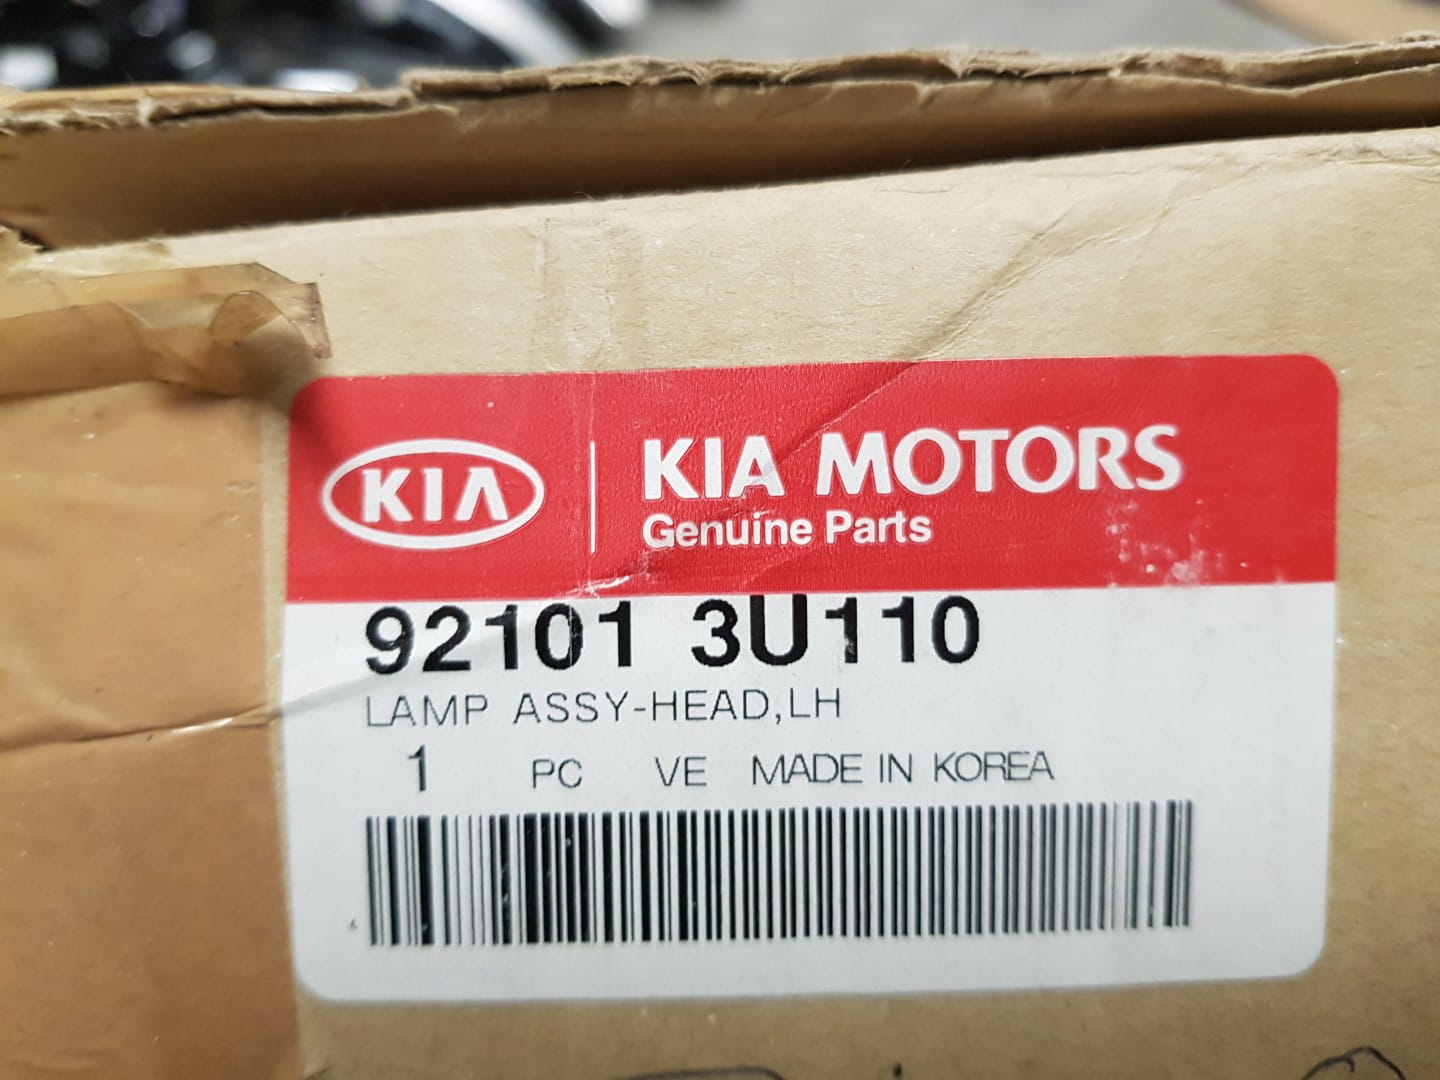 KIA
KIA MOTORS
Genuine Parts
92101 3U110
LAMP ASSY-HEAD,LH
1 PC VE MADE IN KOREA